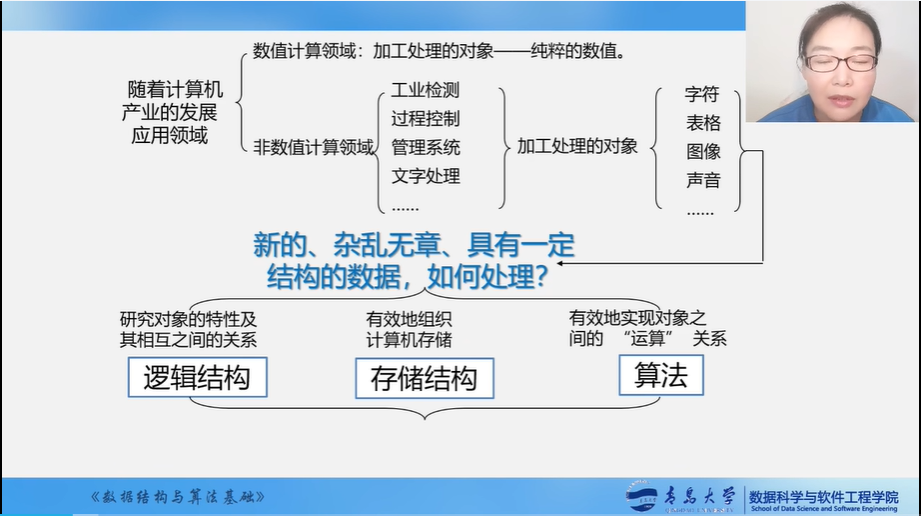 数值计算领域：加工处理的对象——纯粹的数值。
随着计算机
产业的发展
应用领域
非数值计算领域
工业检测
过程控制
管理系统
文字处理
……
加工处理的对象
字符
表格
图像
声音
……
新的、杂乱无章、具有一定
结构的数据，如何处理？
研究对象的特性及
其相互之间的关系
逻辑结构
有效地组织
计算机存储
存储结构
有效地实现对象之
间的 “运算” 关系
算法
《数据结构与算法基础》
青岛大学
QINGDAO UNIVERSITY
数据科学与软件工程学院
School of Data Science and Software Engineering